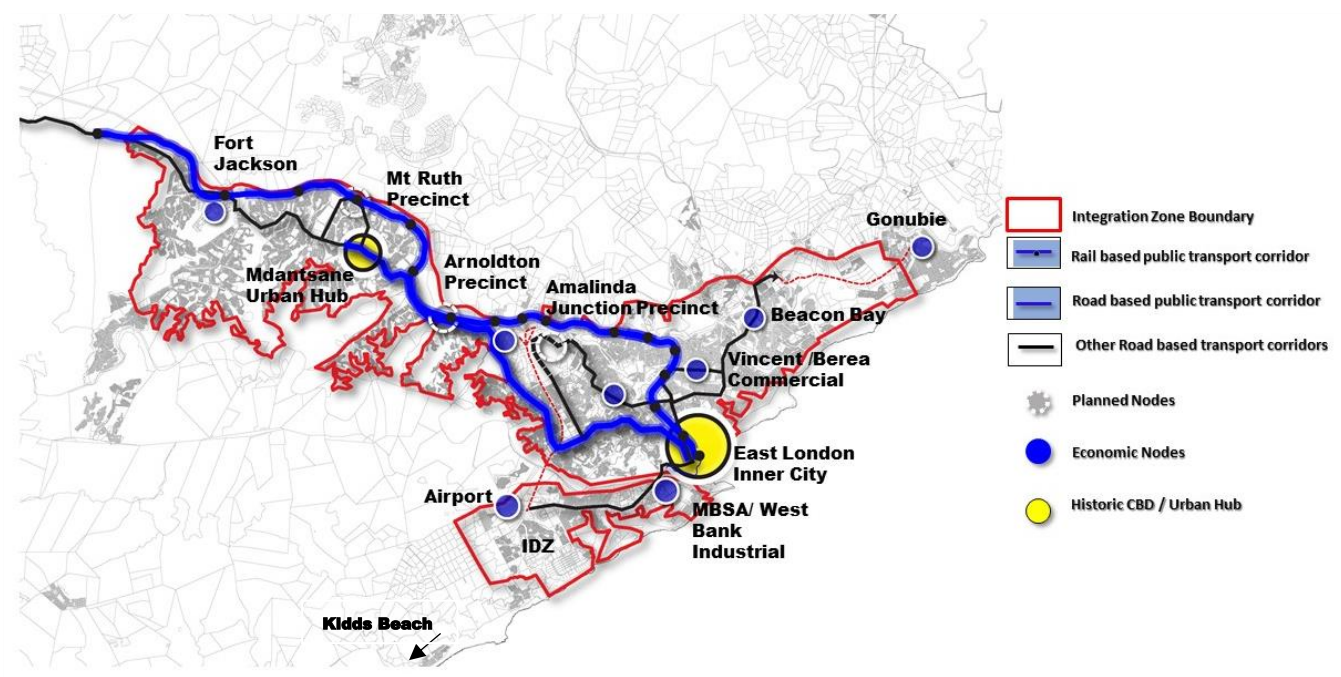 Fort
Jackson
Mt Ruth
Precinct
Gonubie
Mdantsane
Urban Hub
Arnoldton
Precinct
Amalinda
Junction Precinct
Beacon Bay
Vincent /Berea
Commercial
East London
Inner City
Airport
MBSA/ West
Bank
Industrial
IDZ
Kidds Beach
Integration Zone Boundary
Rail based public transport corridor
Road based public transport corridor
Other Road based transport corridors
Planned Nodes
Economic Nodes
Historic CBD / Urban Hub